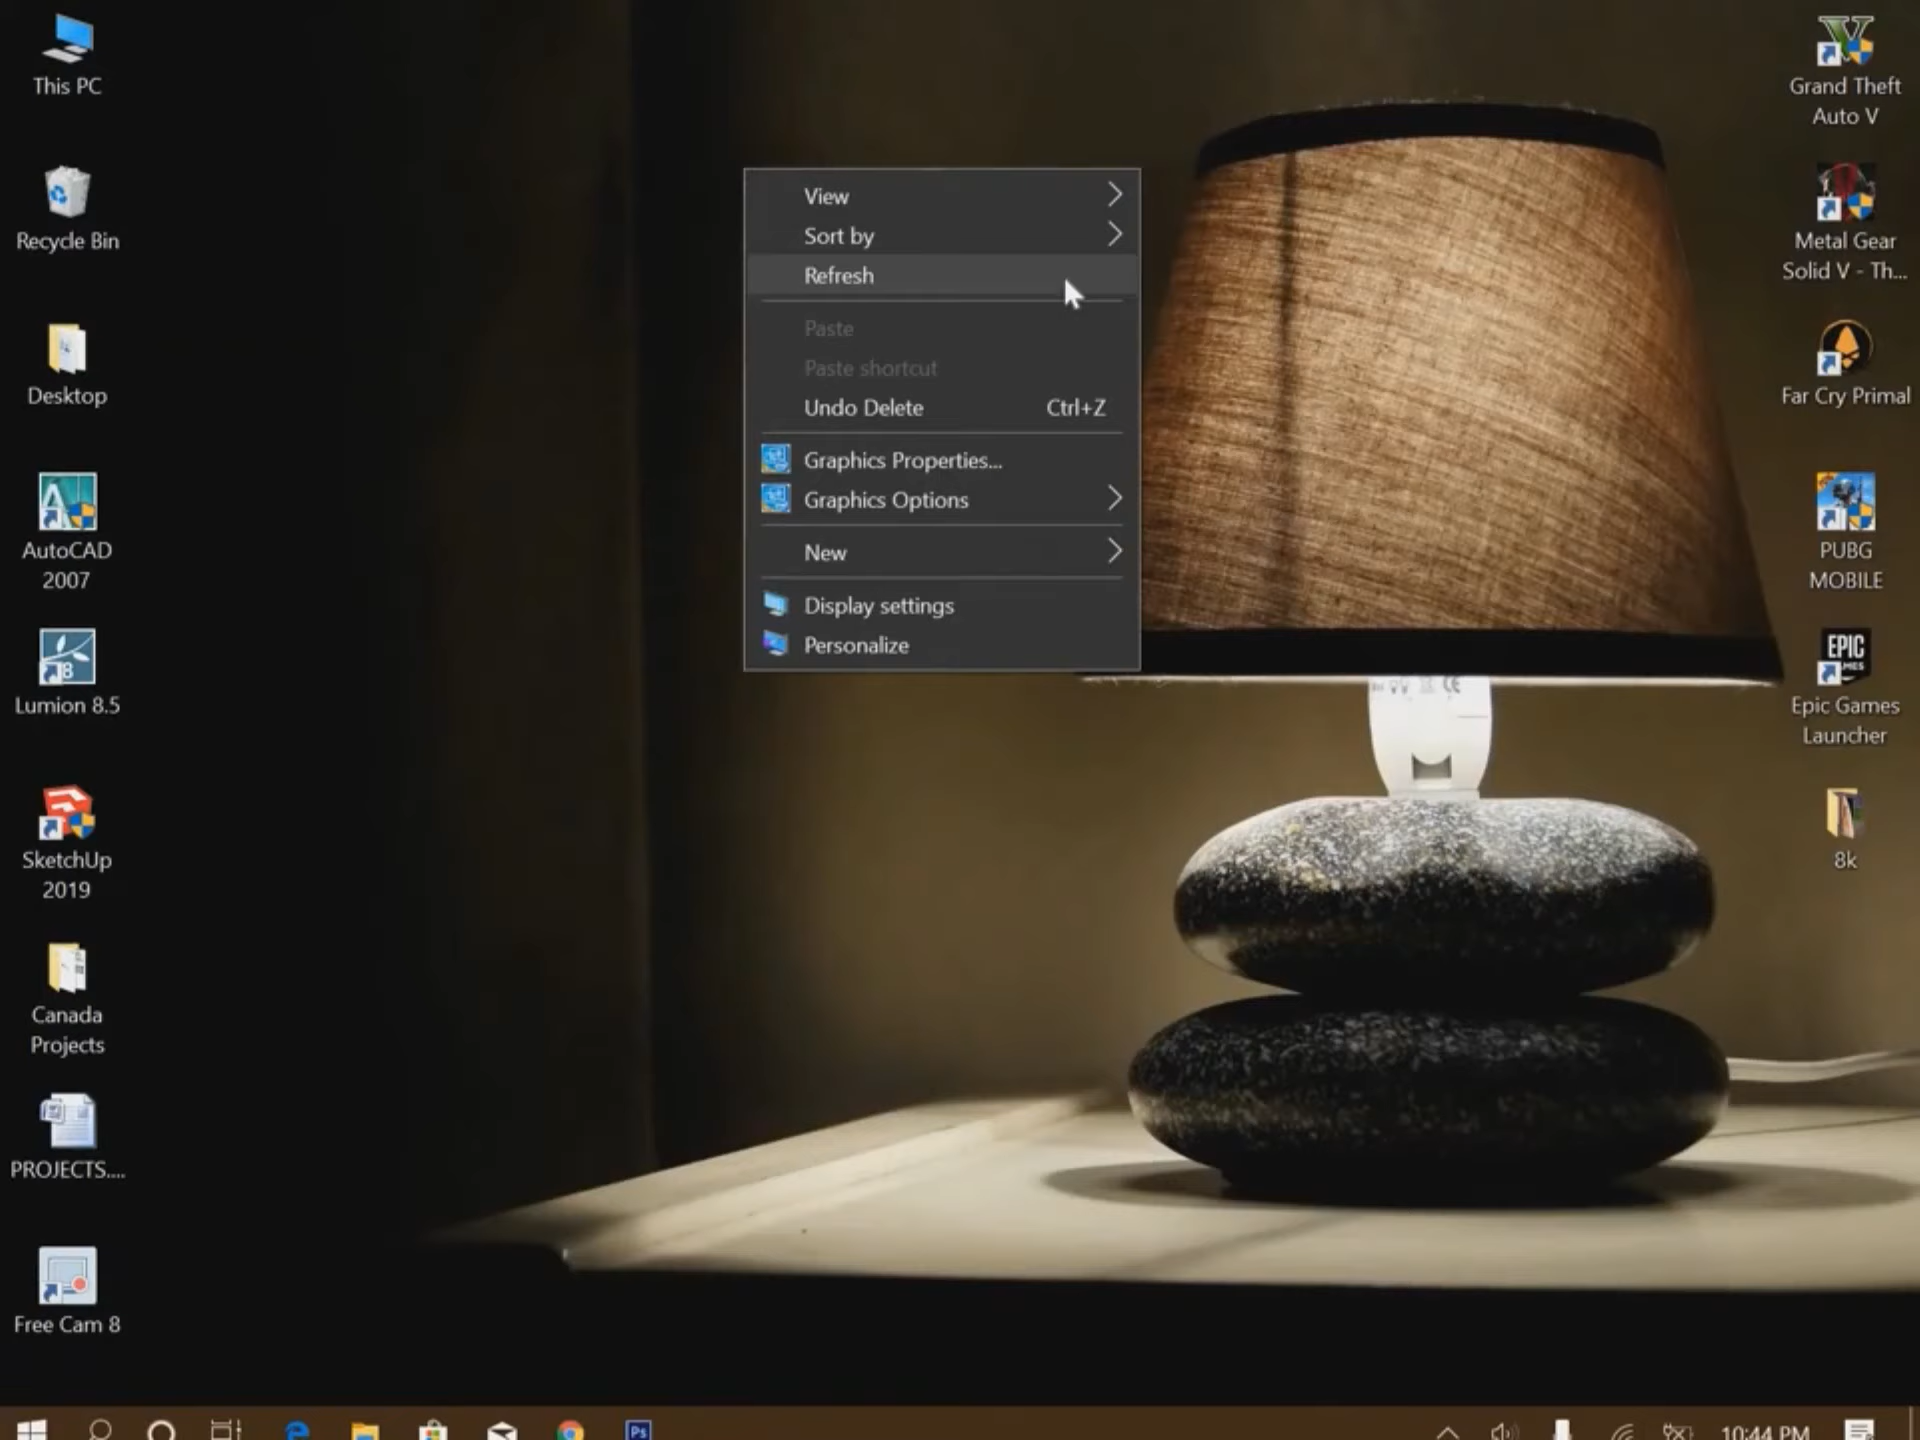 This PC
Recycle Bin
Desktop
AutoCAD
2007
Lumion 8.5
SketchUp
2019
Canada
Projects
PROJECTS....
Free Cam 8
View
Sort by
Refresh
Paste
Paste shortcut
Undo Delete Ctrl+Z
Graphics Properties...
Graphics Options
New
Display settings
Personalize
Grand Theft
Auto V
Metal Gear
Solid V - Th...
Far Cry Primal
PUBG
MOBILE
EPIC
Epic Games
Launcher
8k
CE
Ps
10:44 PM